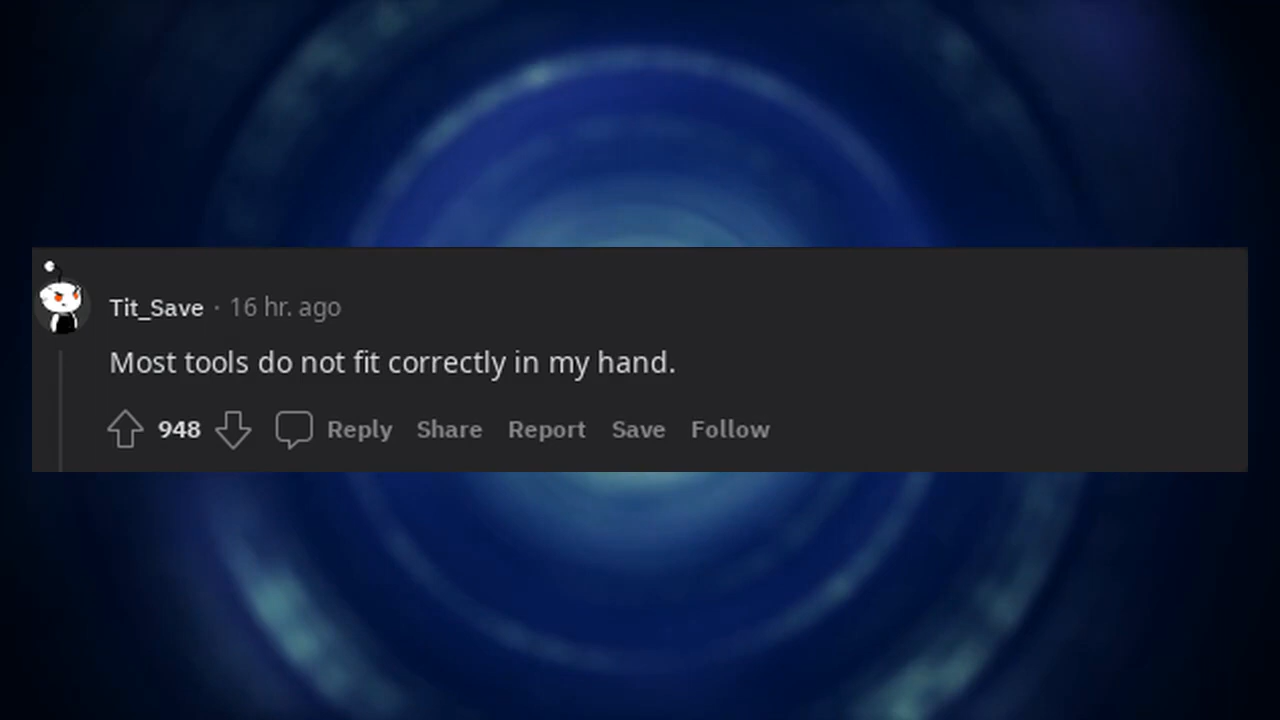 Tit_Save · 16 hr. ago
Most tools do not fit correctly in my hand.
948 Reply Share Report Save Follow